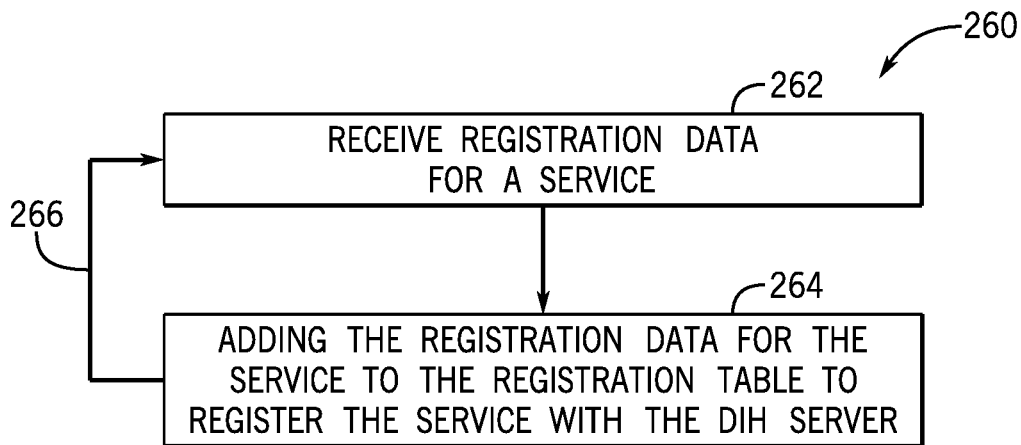 260
262
RECEIVE REGISTRATION DATA
FOR A SERVICE
266
264
ADDING THE REGISTRATION DATA FOR THE
SERVICE TO THE REGISTRATION TABLE TO
REGISTER THE SERVICE WITH THE DIH SERVER